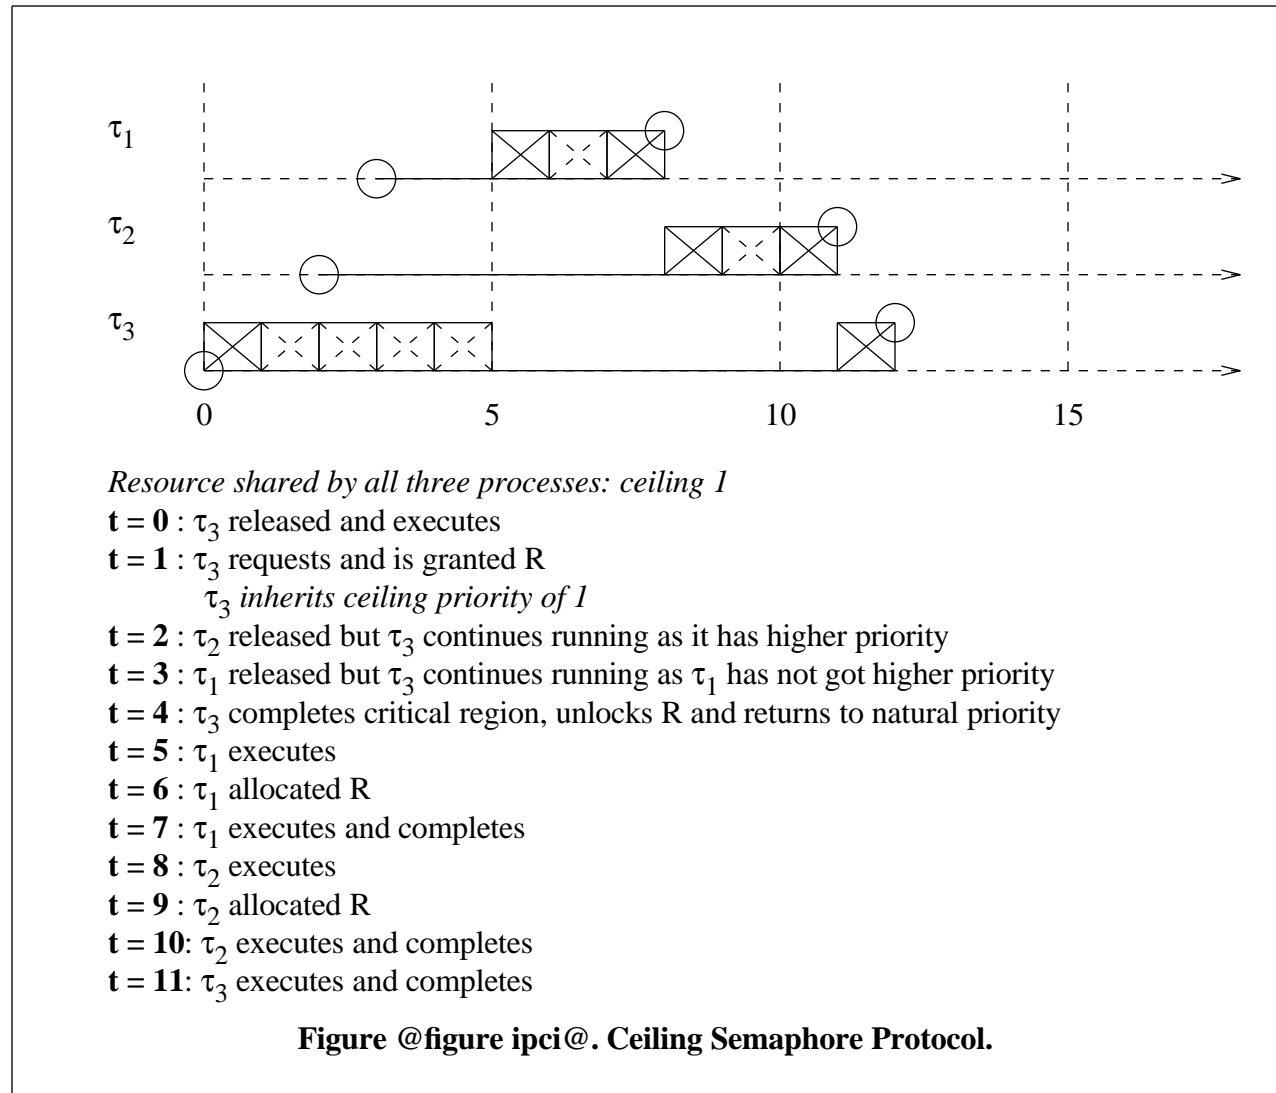 τ1
τ2
τ3
0 5 10 15
Resource shared by all three processes: ceiling 1
t = 0 : τ3 released and executes
t = 1 : τ3 requests and is granted R
τ3 inherits ceiling priority of 1
t = 2 : τ2 released but τ3 continues running as it has higher priority
t = 3 : τ1 released but τ3 continues running as τ1 has not got higher priority
t = 4 : τ3 completes critical region, unlocks R and returns to natural priority
t = 5 : τ1 executes
t = 6 : τ1 allocated R
t = 7 : τ1 executes and completes
t = 8 : τ2 executes
t = 9 : τ2 allocated R
t = 10: τ2 executes and completes
t = 11: τ3 executes and completes
Figure @figure ipci@. Ceiling Semaphore Protocol.